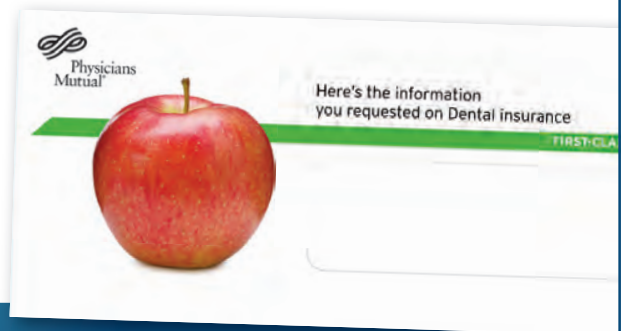 Physicians
Mutual®
Here's the information
you requested on Dental insurance
FIRST-CLA